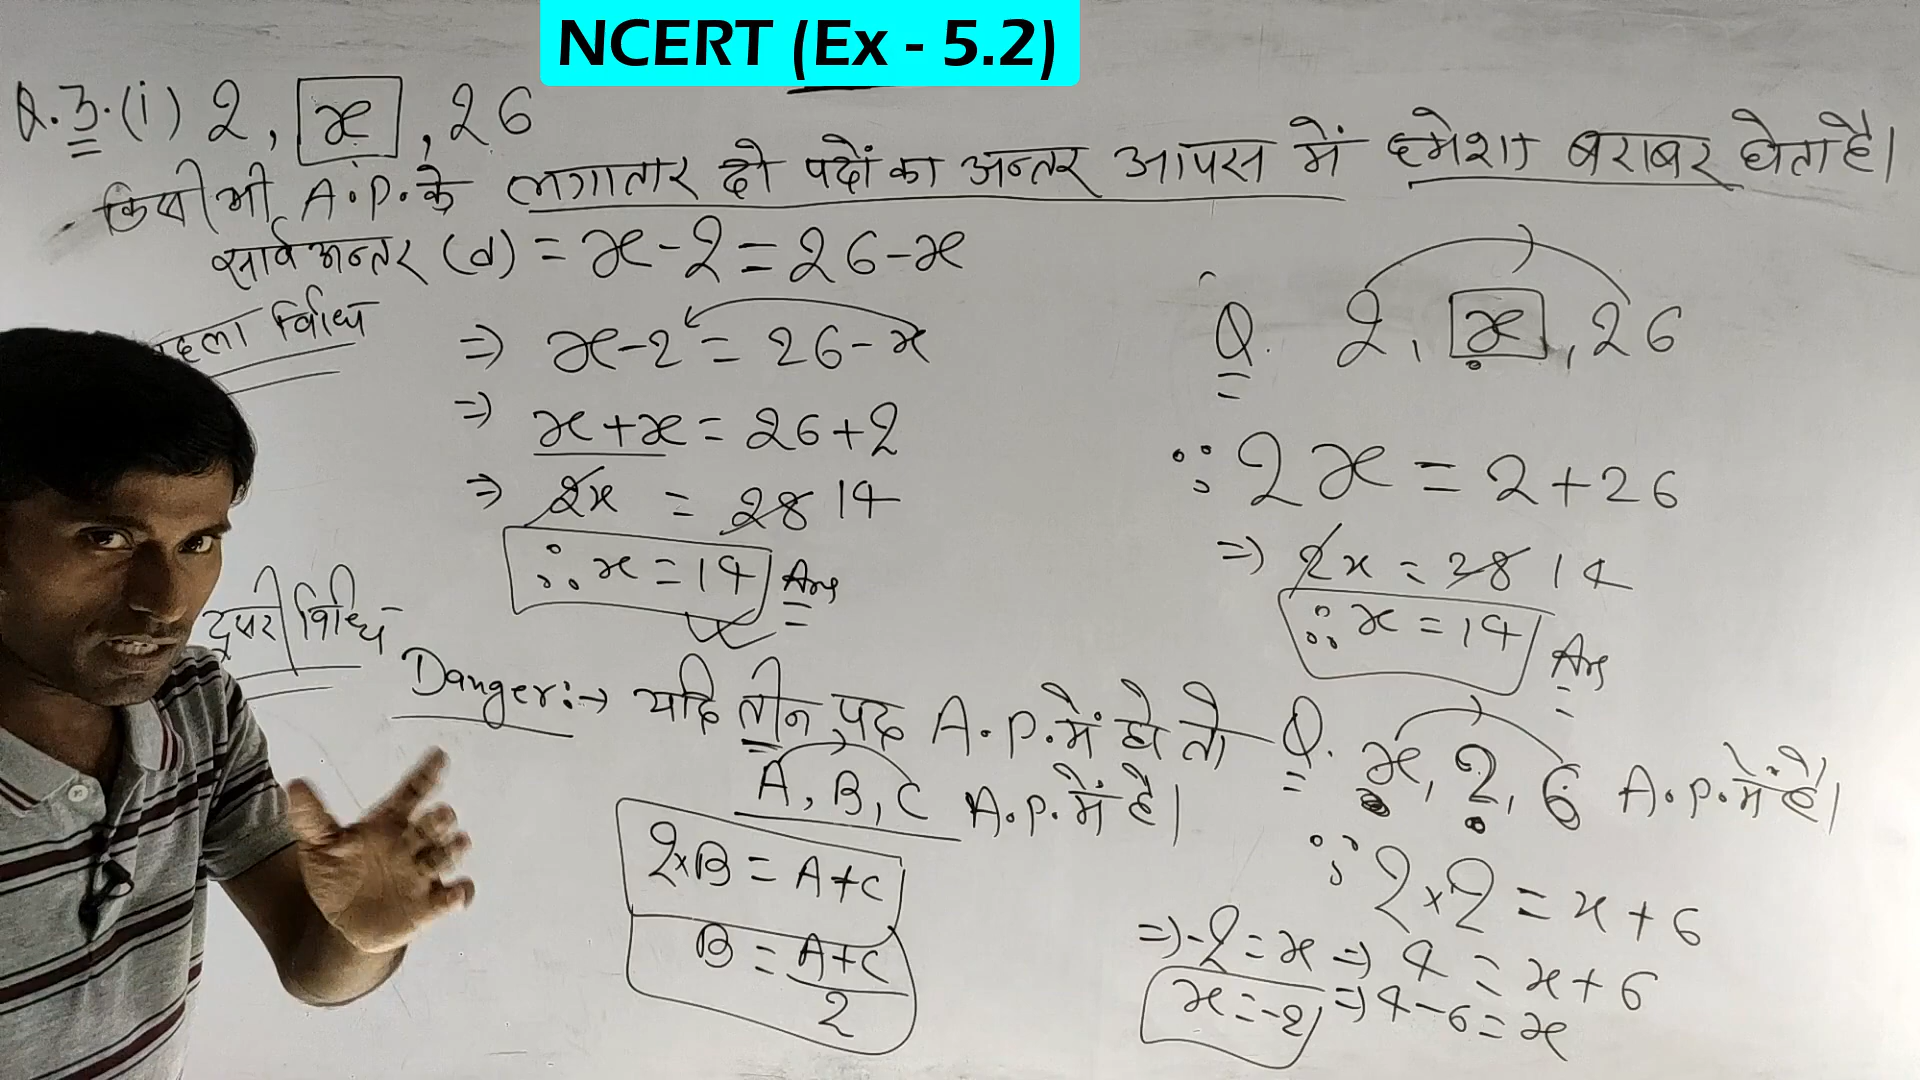 NCERT (Ex - 5.2)
Q.3.(i) 2, x, 26
किसी भी A.P. के लगातार दो पदों का अन्तर आपस में हमेशा बराबर होता है।
सार्व अन्तर (d) = x-2 = 26-x
पहला विधि
⇒ x-2 = 26-x
⇒ x+x = 26+2
⇒ 2x = 28 14
∴ x = 14 Ans
Q. 2, x, 26
∵ 2x = 2+26
⇒ 2x = 28 14
∴ x = 14 Ans
दूसरी विधि
Danger:→ यदि तीन पद A.P. में हो तो
A, B, C A.P. में है।
2×B = A+C
B = A+C
2
Q. x, 2, 6 A.P. में है।
∵ 2×2 = x+6
⇒ 4 = x+6
⇒ 4-6 = x
⇒ -2 = x
x = -2